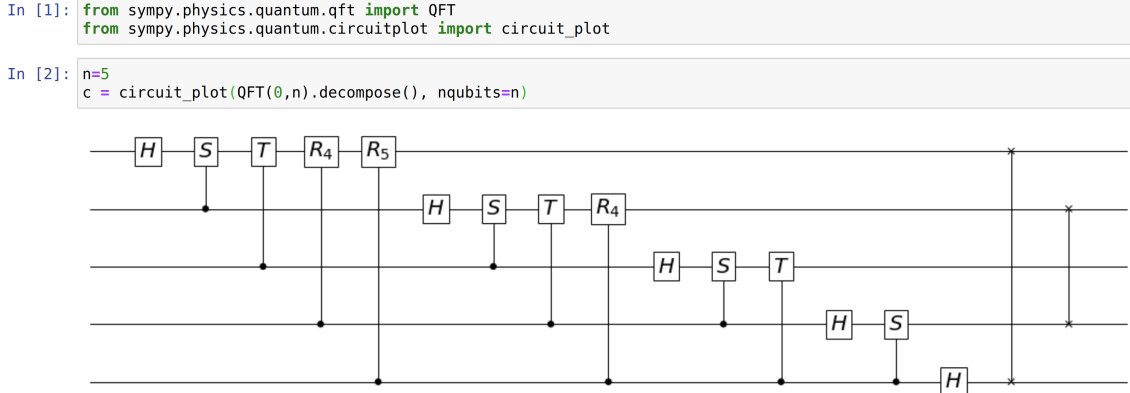 In [1]: from sympy.physics.quantum.qft import QFT
from sympy.physics.quantum.circuitplot import circuit_plot
In [2]: n=5
c = circuit_plot(QFT(0,n).decompose(), nqubits=n)
H S T R4 R5
H S T R4
H S T
H S
H